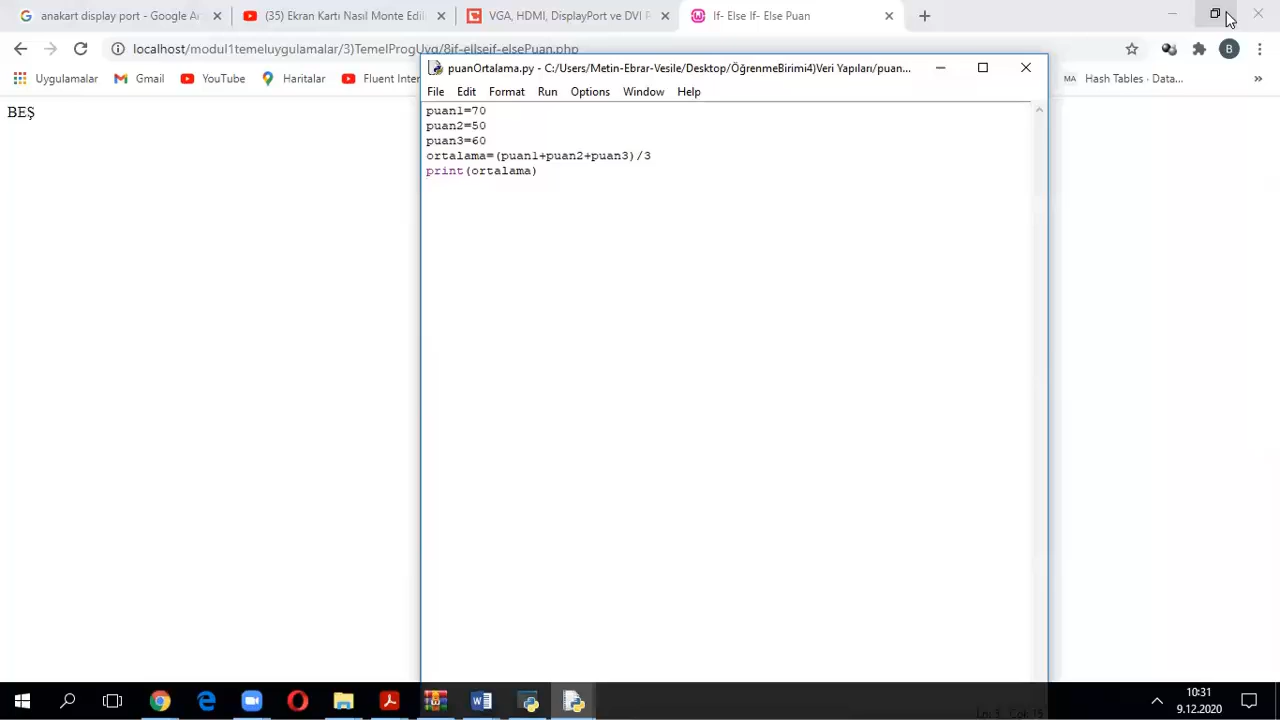 anakart display port - Google Ar
(35) Ekran Kartı Nasıl Monte Edil
VGA, HDMI, DisplayPort ve DVI P
If- Else If- Else Puan
localhost/modul1temeluygulamalar/3)TemelProgUyg/8if-ellseif-elsePuan.php
B
Uygulamalar
Gmail
YouTube
Haritalar
Fluent Inter
MA
Hash Tables - Data...
BEŞ
puanOrtalama.py - C:/Users/Metin-Ebrar-Vesile/Desktop/ÖğrenmeBirimi4)Veri Yapıları/puan...
File Edit Format Run Options Window Help
puan1=70
puan2=50
puan3=60
ortalama=(puan1+puan2+puan3)/3
print(ortalama)
10:31
9.12.2020